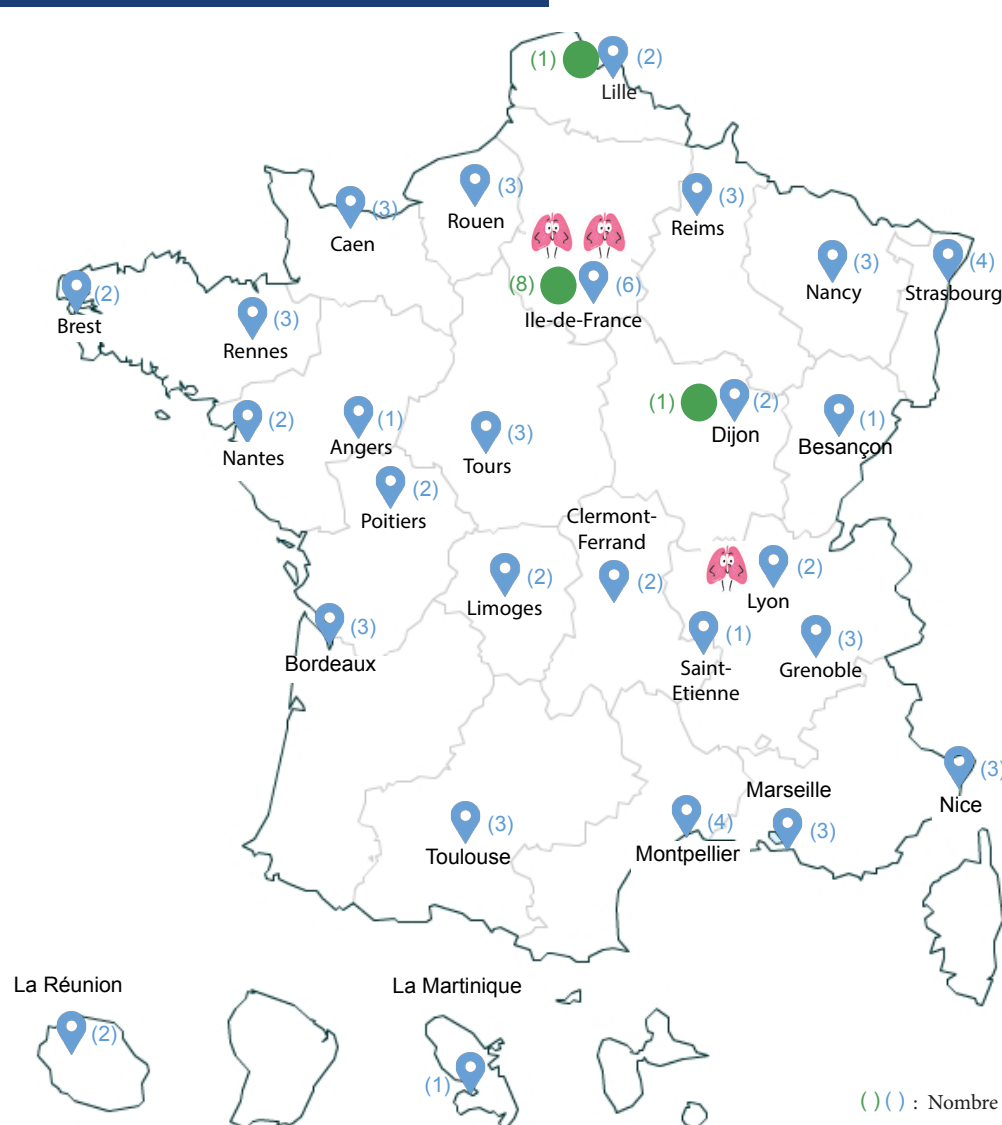 (1) (2)
Lille
(3)
Rouen
(3)
Reims
(3)
Caen
(3)
Nancy
(4)
Strasbourg
(8) (6)
Ile-de-France
(2)
Brest
(3)
Rennes
(1) (2)
Dijon
(1)
Besançon
(2)
Nantes
(1)
Angers
(3)
Tours
(2)
Poitiers
Clermont-
Ferrand
(2)
(2)
Limoges
(2)
Lyon
(3)
Bordeaux
(1)
Saint-
Etienne
(3)
Grenoble
(3)
Nice
Marseille
(3)
(3)
Toulouse
(4)
Montpellier
La Réunion
(2)
La Martinique
(1)
( ) ( ) : Nombre